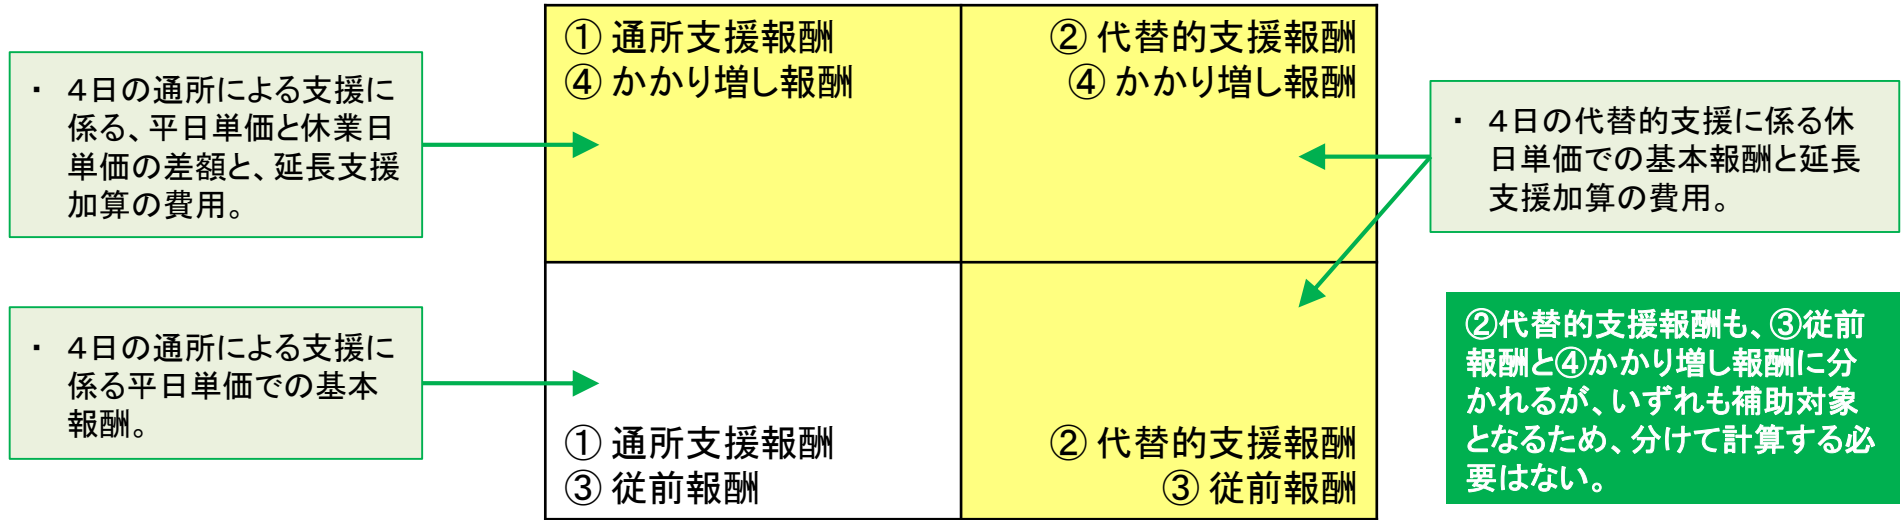 ・ 4日の通所による支援に
係る、平日単価と休業日
単価の差額と、延長支援
加算の費用。
・ 4日の通所による支援に
係る平日単価での基本
報酬。
① 通所支援報酬
④ かかり増し報酬
② 代替的支援報酬
④ かかり増し報酬
① 通所支援報酬
③ 従前報酬
② 代替的支援報酬
③ 従前報酬
・ 4日の代替的支援に係る休
日単価での基本報酬と延長
支援加算の費用。
②代替的支援報酬も、③従前
報酬と④かかり増し報酬に分
かれるが、いずれも補助対象
となるため、分けて計算する必
要はない。